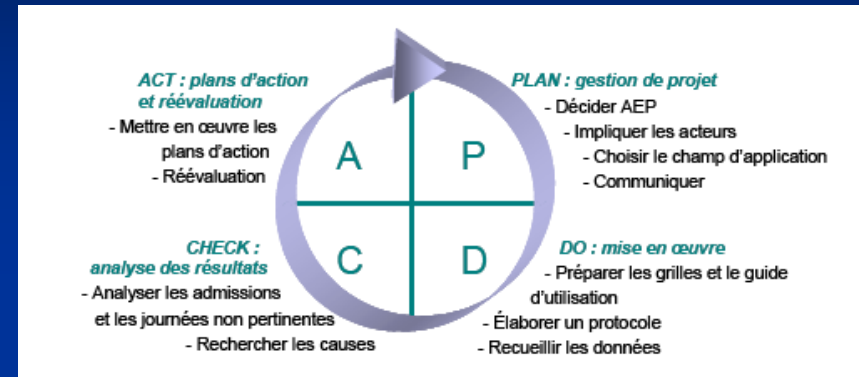 ACT : plans d'action
et réévaluation
- Mettre en œuvre les
plans d'action
- Réévaluation
PLAN : gestion de projet
- Décider AEP
- Impliquer les acteurs
- Choisir le champ d'application
- Communiquer
A
P
C
D
CHECK :
analyse des résultats
- Analyser les admissions
et les journées non pertinentes
- Rechercher les causes
DO : mise en œuvre
- Préparer les grilles et le guide
d'utilisation
- Élaborer un protocole
- Recueillir les données